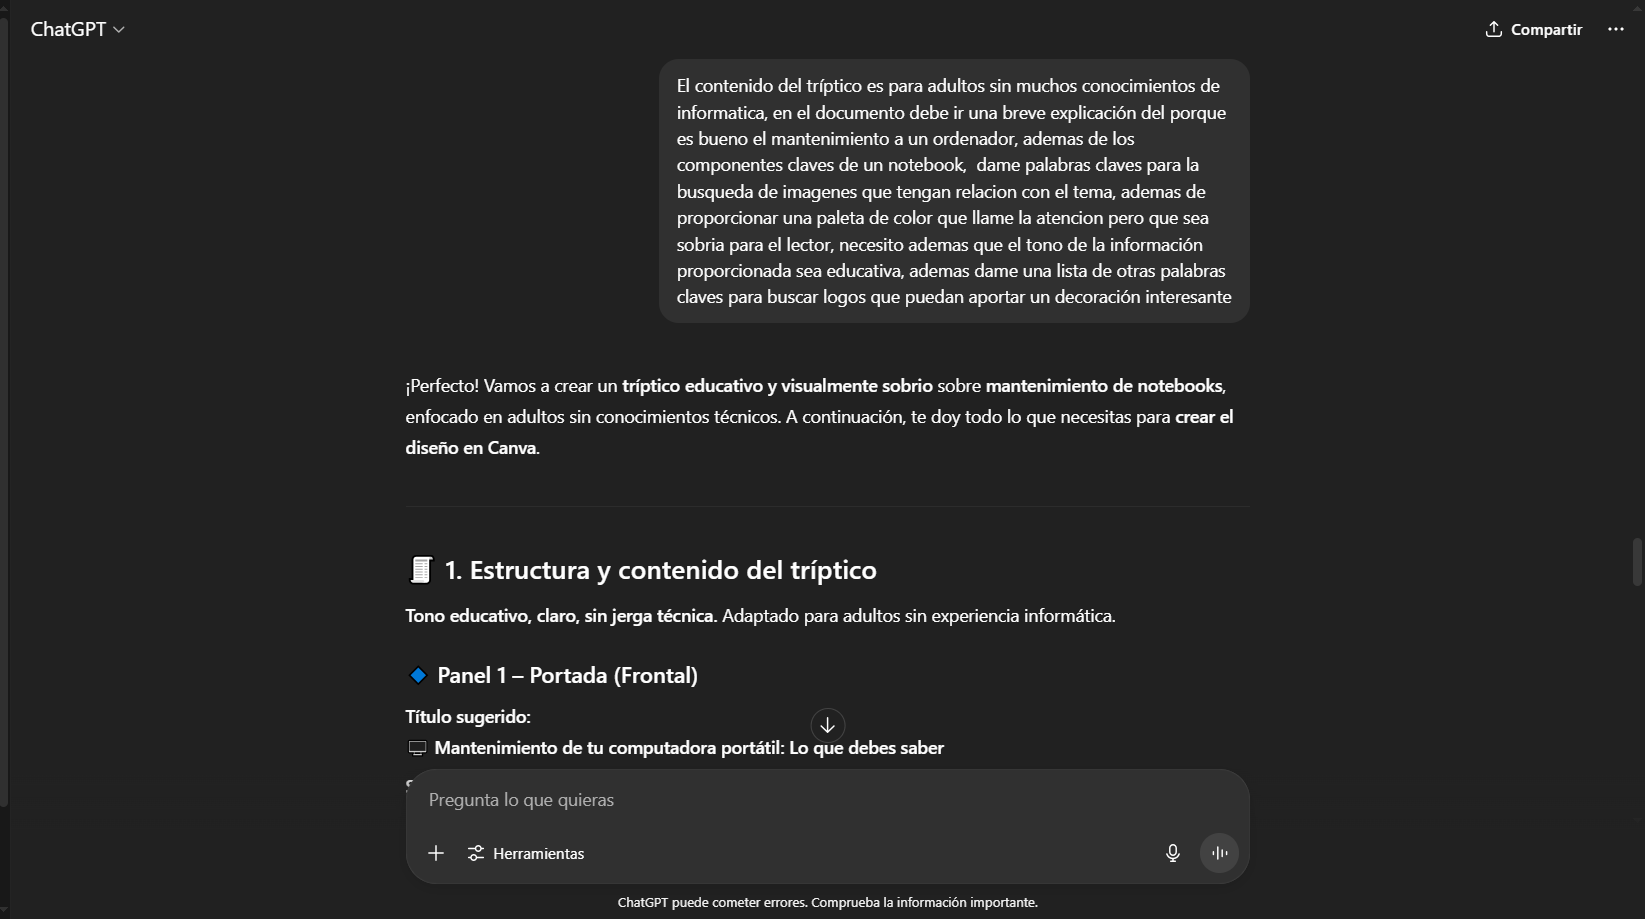 ChatGPT
Compartir
El contenido del tríptico es para adultos sin muchos conocimientos de
informatica, en el documento debe ir una breve explicación del porque
es bueno el mantenimiento a un ordenador, ademas de los
componentes claves de un notebook,  dame palabras claves para la
busqueda de imagenes que tengan relacion con el tema, ademas de
proporcionar una paleta de color que llame la atencion pero que sea
sobria para el lector, necesito ademas que el tono de la información
proporcionada sea educativa, ademas dame una lista de otras palabras
claves para buscar logos que puedan aportar un decoración interesante
¡Perfecto! Vamos a crear un tríptico educativo y visualmente sobrio sobre mantenimiento de notebooks,
enfocado en adultos sin conocimientos técnicos. A continuación, te doy todo lo que necesitas para crear el
diseño en Canva.
1. Estructura y contenido del tríptico
Tono educativo, claro, sin jerga técnica. Adaptado para adultos sin experiencia informática.
Panel 1 – Portada (Frontal)
Título sugerido:
Mantenimiento de tu computadora portátil: Lo que debes saber
Pregunta lo que quieras
Herramientas
ChatGPT puede cometer errores. Comprueba la información importante.